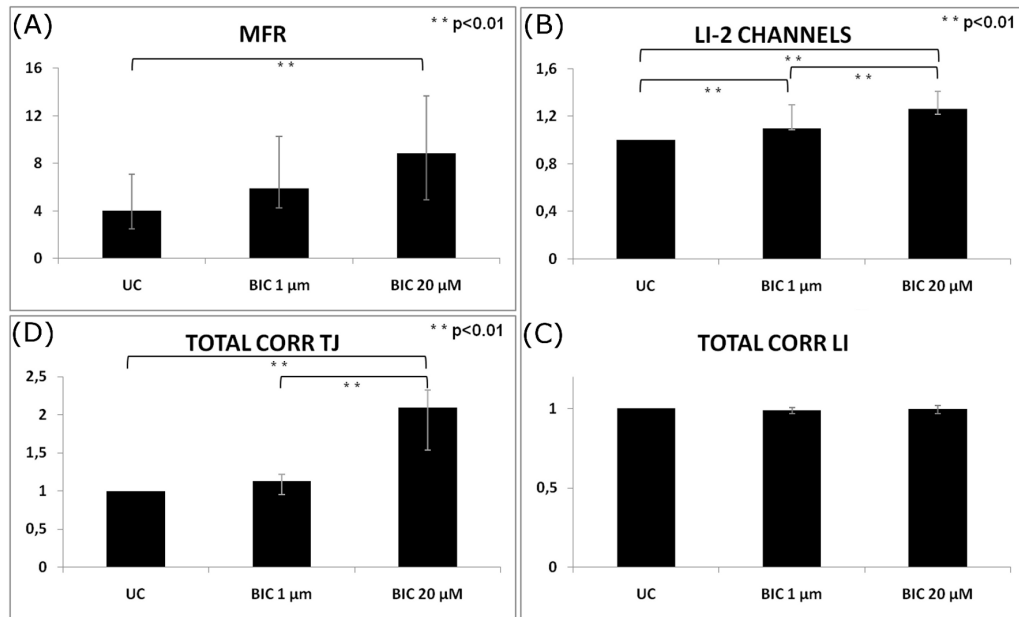 (A)
MFR
* * p<0.01
* *
16
12
8
4
0
UC
BIC 1 μm
BIC 20 μM
(B)
LI-2 CHANNELS
* * p<0.01
* *
* *
* *
1,6
1,2
0,8
0,4
0
UC
BIC 1 μm
BIC 20 μM
(D)
TOTAL CORR TJ
* * p<0.01
* *
* *
2,5
2
1,5
1
0,5
0
UC
BIC 1 μm
BIC 20 μM
(C)
TOTAL CORR LI
1
0,5
0
UC
BIC 1 μm
BIC 20 μM